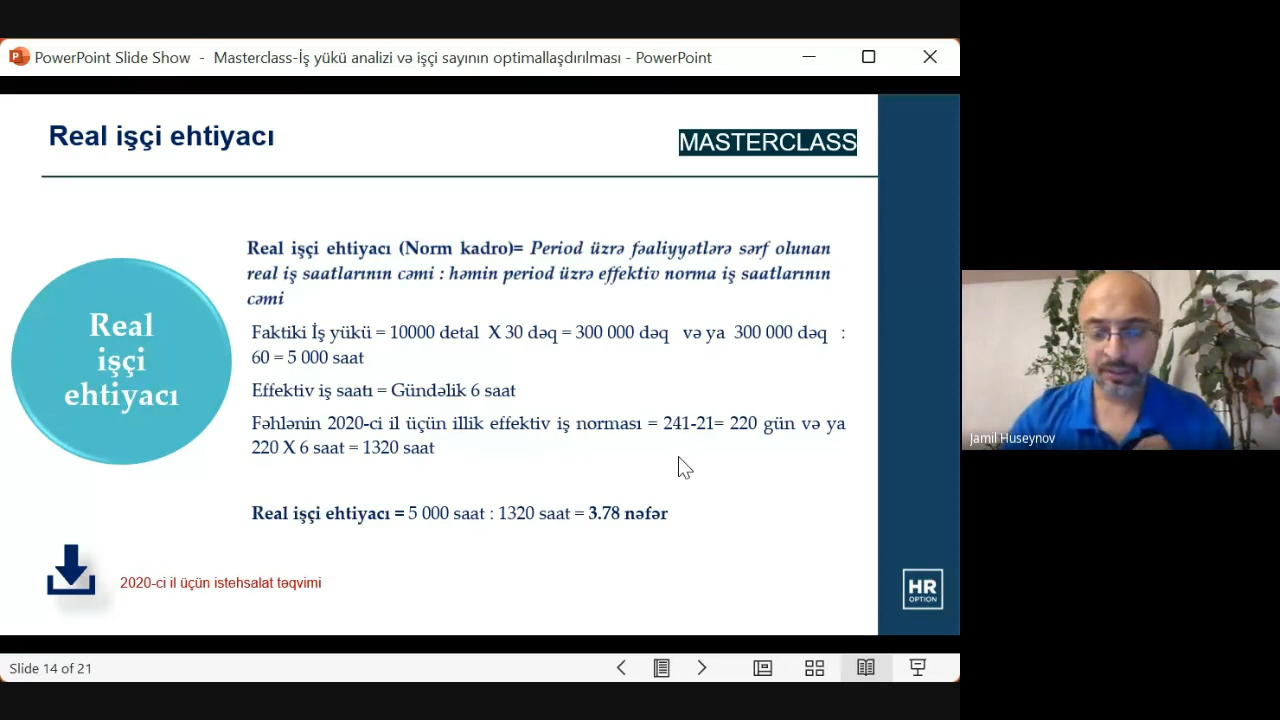 PowerPoint Slide Show - Masterclass-İş yükü analizi və işçi sayının optimallaşdırılması - PowerPoint
Real işçi ehtiyacı
MASTERCLASS
Real
işçi
ehtiyacı
Real işçi ehtiyacı (Norm kadro)= Period üzrə fəaliyyətlərə sərf olunan
real iş saatlarının cəmi : həmin period üzrə effektiv norma iş saatlarının
cəmi
Faktiki İş yükü = 10000 detal X 30 dəq = 300 000 dəq və ya 300 000 dəq :
60 = 5 000 saat
Effektiv iş saatı = Gündəlik 6 saat
Fəhlənin 2020-ci il üçün illik effektiv iş norması = 241-21= 220 gün və ya
220 X 6 saat = 1320 saat
Real işçi ehtiyacı = 5 000 saat : 1320 saat = 3.78 nəfər
2020-ci il üçün istehsalat təqvimi
HR
OPTION
Slide 14 of 21
Jamil Huseynov